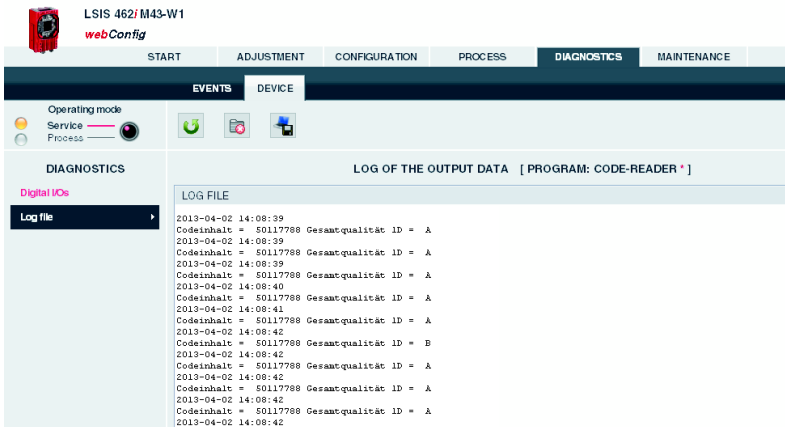 LSIS 462i M43-W1
webConfig
START ADJUSTMENT CONFIGURATION PROCESS DIAGNOSTICS MAINTENANCE
EVENTS DEVICE
Operating mode
Service
Process
DIAGNOSTICS
Digital I/Os
Log file
LOG OF THE OUTPUT DATA [ PROGRAM: CODE-READER * ]
LOG FILE
2013-04-02 14:08:39
Codeinhalt = 50117788 Gesamtqualität 1D = A
2013-04-02 14:08:39
Codeinhalt = 50117788 Gesamtqualität 1D = A
2013-04-02 14:08:39
Codeinhalt = 50117788 Gesamtqualität 1D = A
2013-04-02 14:08:40
Codeinhalt = 50117788 Gesamtqualität 1D = A
2013-04-02 14:08:41
Codeinhalt = 50117788 Gesamtqualität 1D = A
2013-04-02 14:08:42
Codeinhalt = 50117788 Gesamtqualität 1D = B
2013-04-02 14:08:42
Codeinhalt = 50117788 Gesamtqualität 1D = A
2013-04-02 14:08:42
Codeinhalt = 50117788 Gesamtqualität 1D = A
2013-04-02 14:08:42
Codeinhalt = 50117788 Gesamtqualität 1D = A
2013-04-02 14:08:42